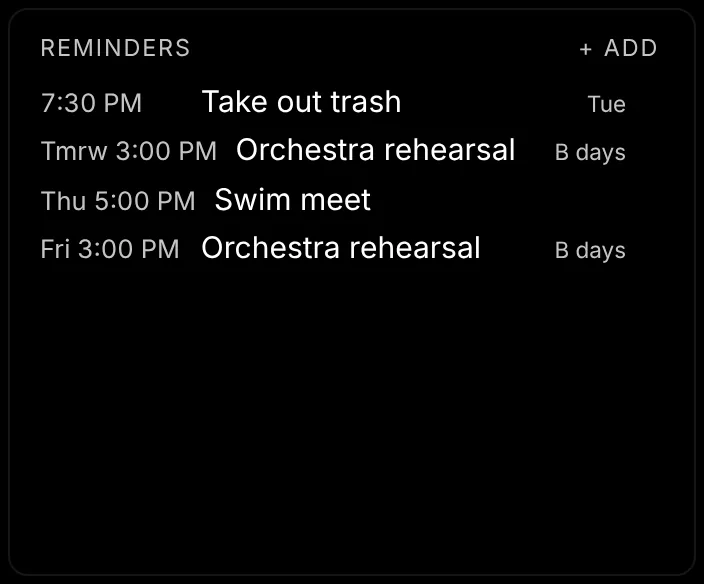 REMINDERS + ADD
7:30 PM Take out trash Tue
Tmrw 3:00 PM Orchestra rehearsal B days
Thu 5:00 PM Swim meet
Fri 3:00 PM Orchestra rehearsal B days